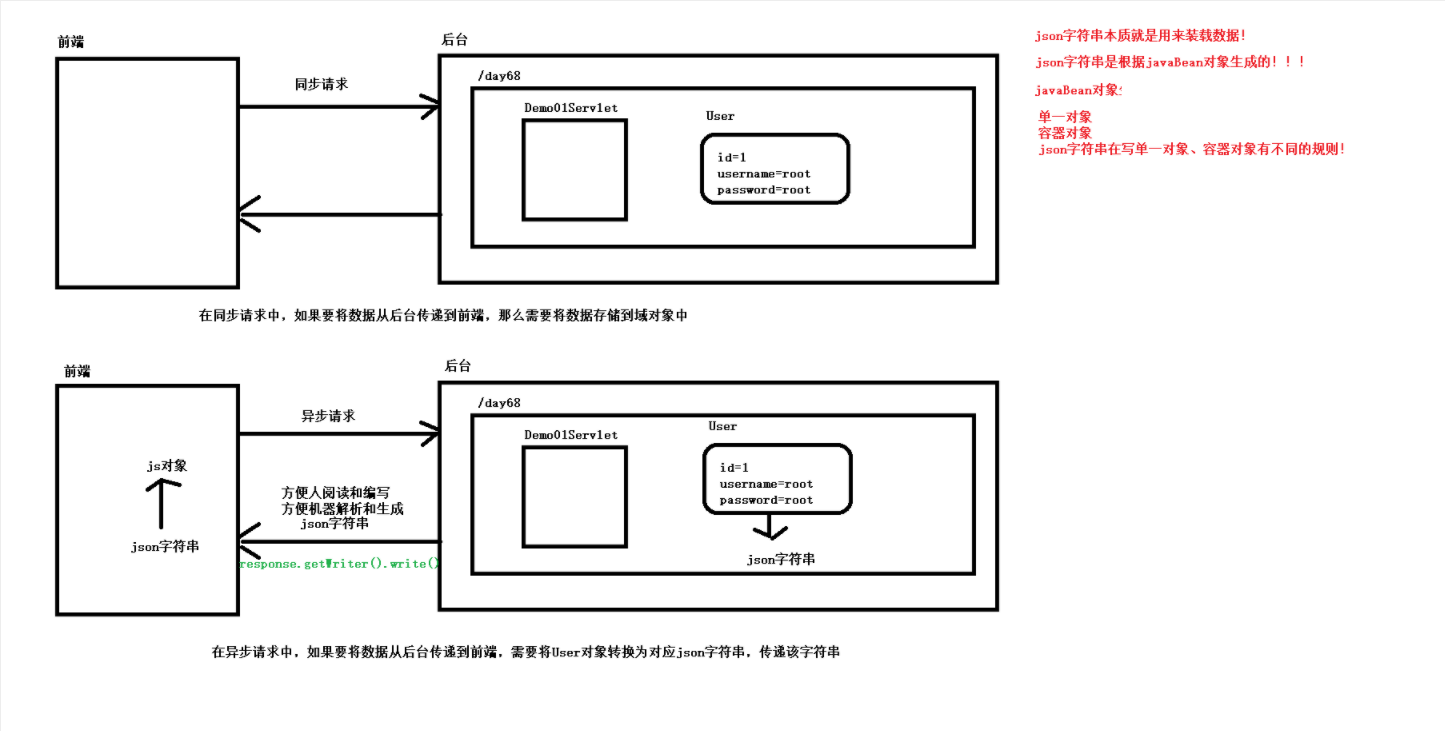 前端
后台
同步请求
/day68
Demo01Servlet
User
id=1
username=root
password=root
在同步请求中，如果要将数据从后台传递到前端，那么需要将数据存储到域对象中
json字符串本质就是用来装载数据！
json字符串是根据javaBean对象生成的！！！
javaBean对象
单一对象
容器对象
json字符串在写单一对象、容器对象有不同的规则！
前端
后台
异步请求
/day68
Demo01Servlet
User
id=1
username=root
password=root
json字符串
js对象
json字符串
方便人阅读和编写
方便机器解析和生成
json字符串
response.getWriter().write()
在异步请求中，如果要将数据从后台传递到前端，需要将User对象转换为对应json字符串，传递该字符串